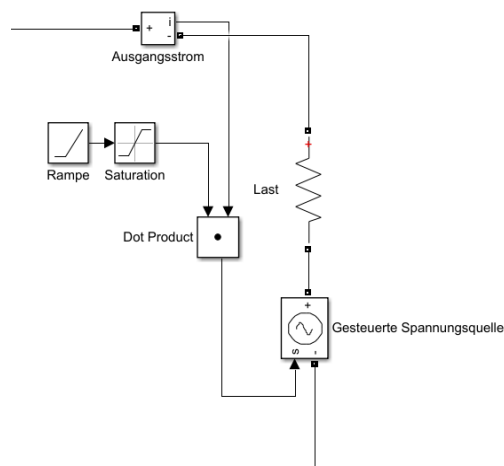 +
i
-
Ausgangsstrom
Rampe
Saturation
+
Last
Dot Product
+
Gesteuerte Spannungsquelle
s
-